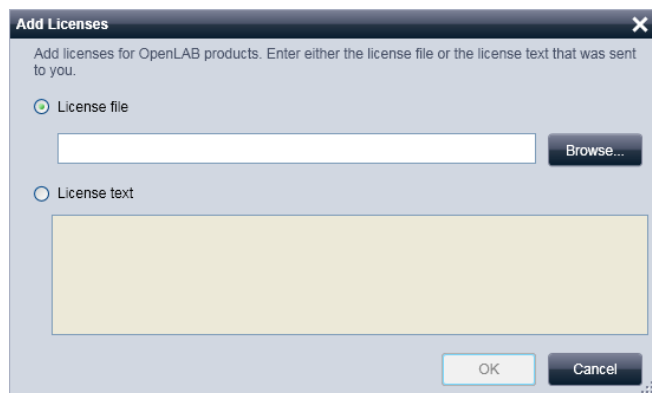 Add Licenses
Add licenses for OpenLAB products. Enter either the license file or the license text that was sent
to you.
License file
Browse...
License text
OK
Cancel